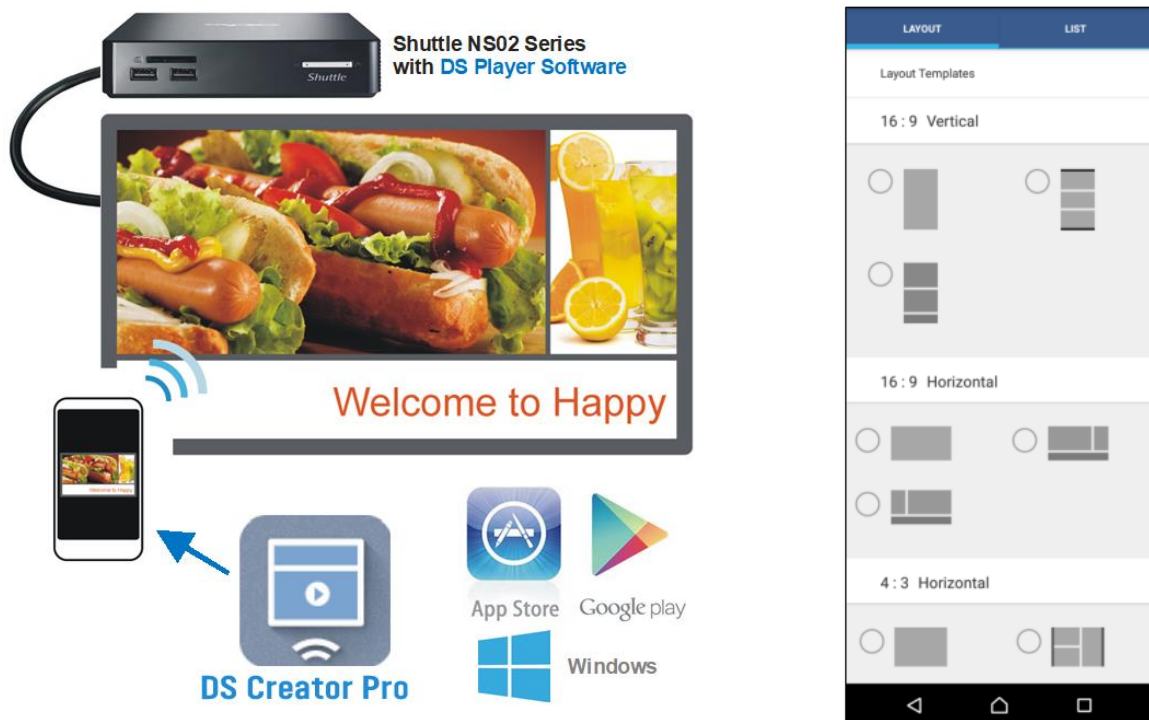 Shuttle NS02 Series
with DS Player Software
Shuttle
Welcome to Happy
Welcome to Happy
DS Creator Pro
App Store
Google play
Windows
LAYOUT
LIST
Layout Templates
16 : 9 Vertical
16 : 9 Horizontal
4 : 3 Horizontal